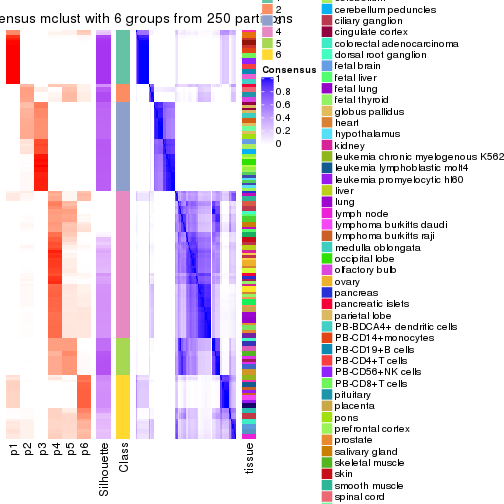 ensus mclust with 6 groups from 250 partitions
2
4
5
6
Consensus
1
0.8
0.6
0.4
0.2
0
p1
p2
p3
p4
p5
p6
Silhouette
Class
tissue
cerebellum peduncles
ciliary ganglion
cingulate cortex
colorectal adenocarcinoma
dorsal root ganglion
fetal brain
fetal liver
fetal lung
fetal thyroid
globus pallidus
heart
hypothalamus
kidney
leukemia chronic myelogenous K562
leukemia lymphoblastic molt4
leukemia promyelocytic hl60
liver
lung
lymph node
lymphoma burkitts daudi
lymphoma burkitts raji
medulla oblongata
occipital lobe
olfactory bulb
ovary
pancreas
pancreatic islets
parietal lobe
PB-BDCA4+ dendritic cells
PB-CD14+monocytes
PB-CD19+B cells
PB-CD4+T cells
PB-CD56+NK cells
PB-CD8+T cells
pituitary
placenta
pons
prefrontal cortex
prostate
salivary gland
skeletal muscle
skin
smooth muscle
spinal cord